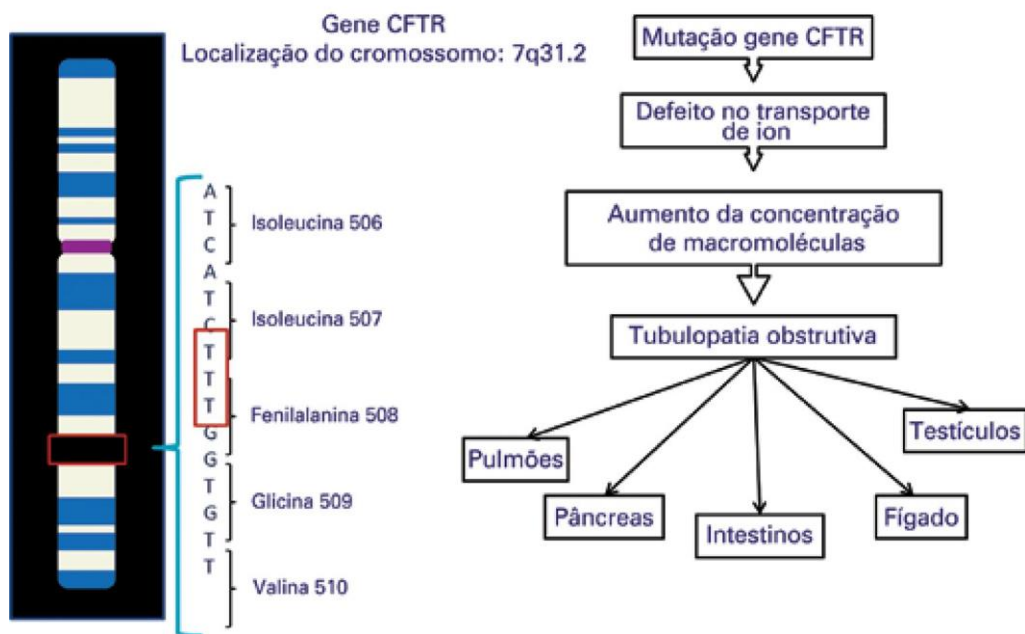 Gene CFTR
Localização do cromossomo: 7q31.2
A
T
C
A
T
C
T
T
T
G
G
T
G
T
T
Isoleucina 506
Isoleucina 507
Fenilalanina 508
Glicina 509
Valina 510
Mutação gene CFTR
Defeito no transporte
de ion
Aumento da concentração
de macromoléculas
Tubulopatia obstrutiva
Pulmões
Pâncreas
Intestinos
Fígado
Testículos